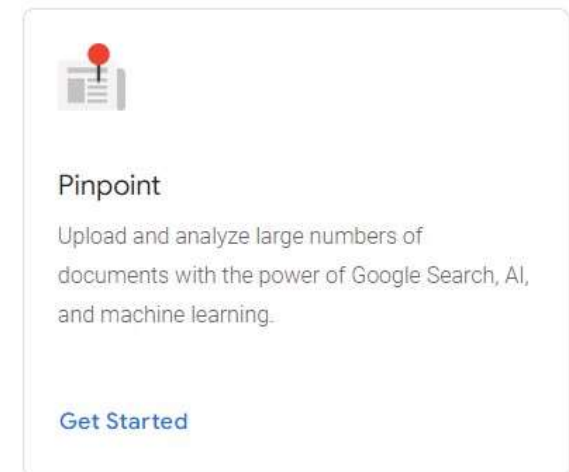 Pinpoint
Upload and analyze large numbers of
documents with the power of Google Search, AI,
and machine learning.
Get Started